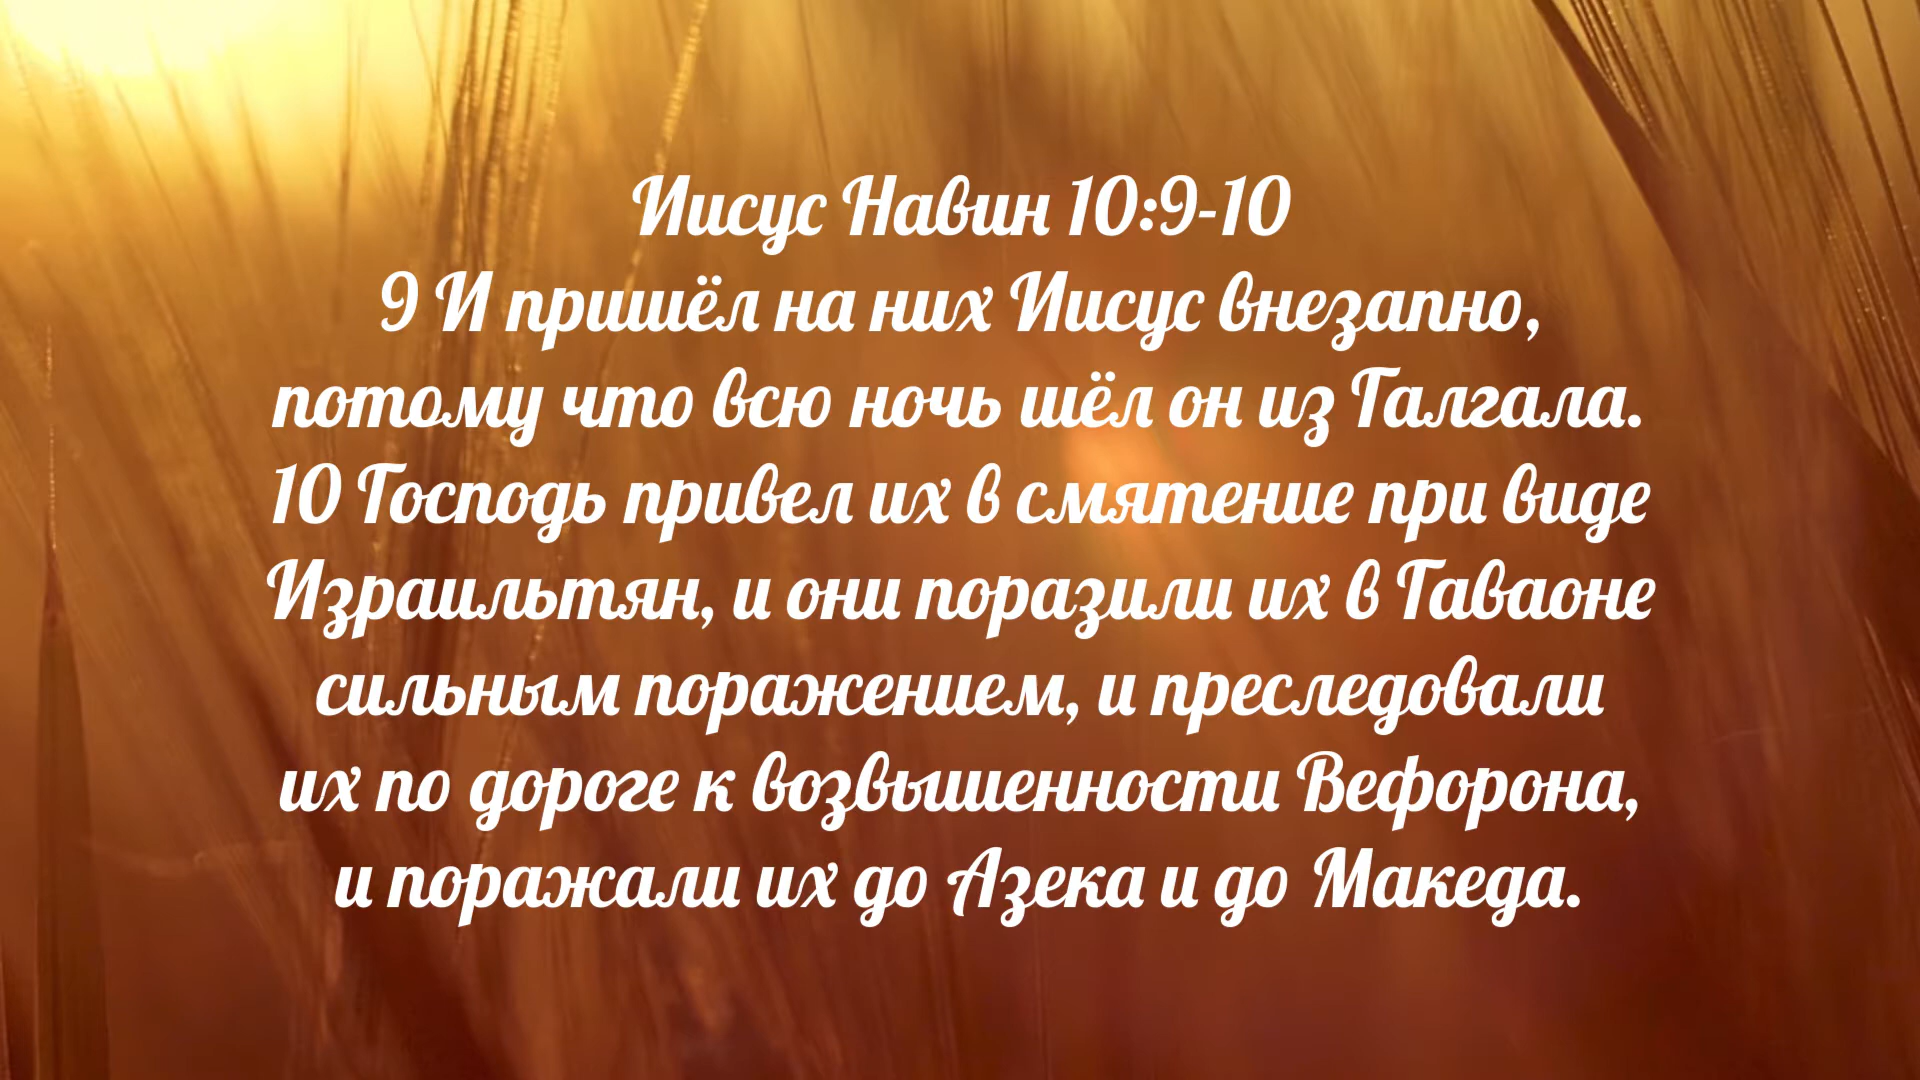 Иисус Навин 10:9-10
9 И пришёл на них Иисус внезапно,
потому что всю ночь шёл он из Галгала.
10 Господь привел их в смятение при виде
Израильтян, и они поразили их в Гаваоне
сильным поражением, и преследовали
их по дороге к возвышенности Вефорона,
и поражали их до Азека и до Македа.